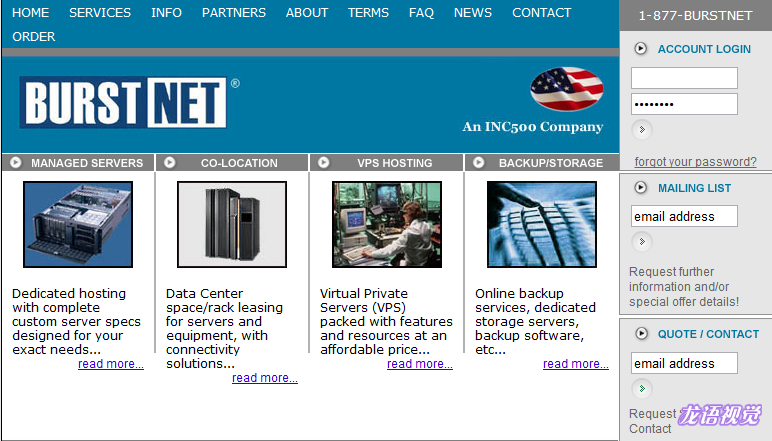 HOME SERVICES INFO PARTNERS ABOUT TERMS FAQ NEWS CONTACT
ORDER
1-877-BURSTNET
BURSTNET®
An INC500 Company
ACCOUNT LOGIN
••••••••
forgot your password?
MANAGED SERVERS
Dedicated hosting
with complete
custom server specs
designed for your
exact needs...
read more...
CO-LOCATION
Data Center
space/rack leasing
for servers and
equipment, with
connectivity
solutions...
read more...
VPS HOSTING
Virtual Private
Servers (VPS)
packed with features
and resources at an
affordable price...
read more...
BACKUP/STORAGE
Online backup
services, dedicated
storage servers,
backup software,
etc...
read more...
MAILING LIST
email address
Request further
information and/or
special offer details!
QUOTE / CONTACT
email address
Request
Contact
龙语视觉